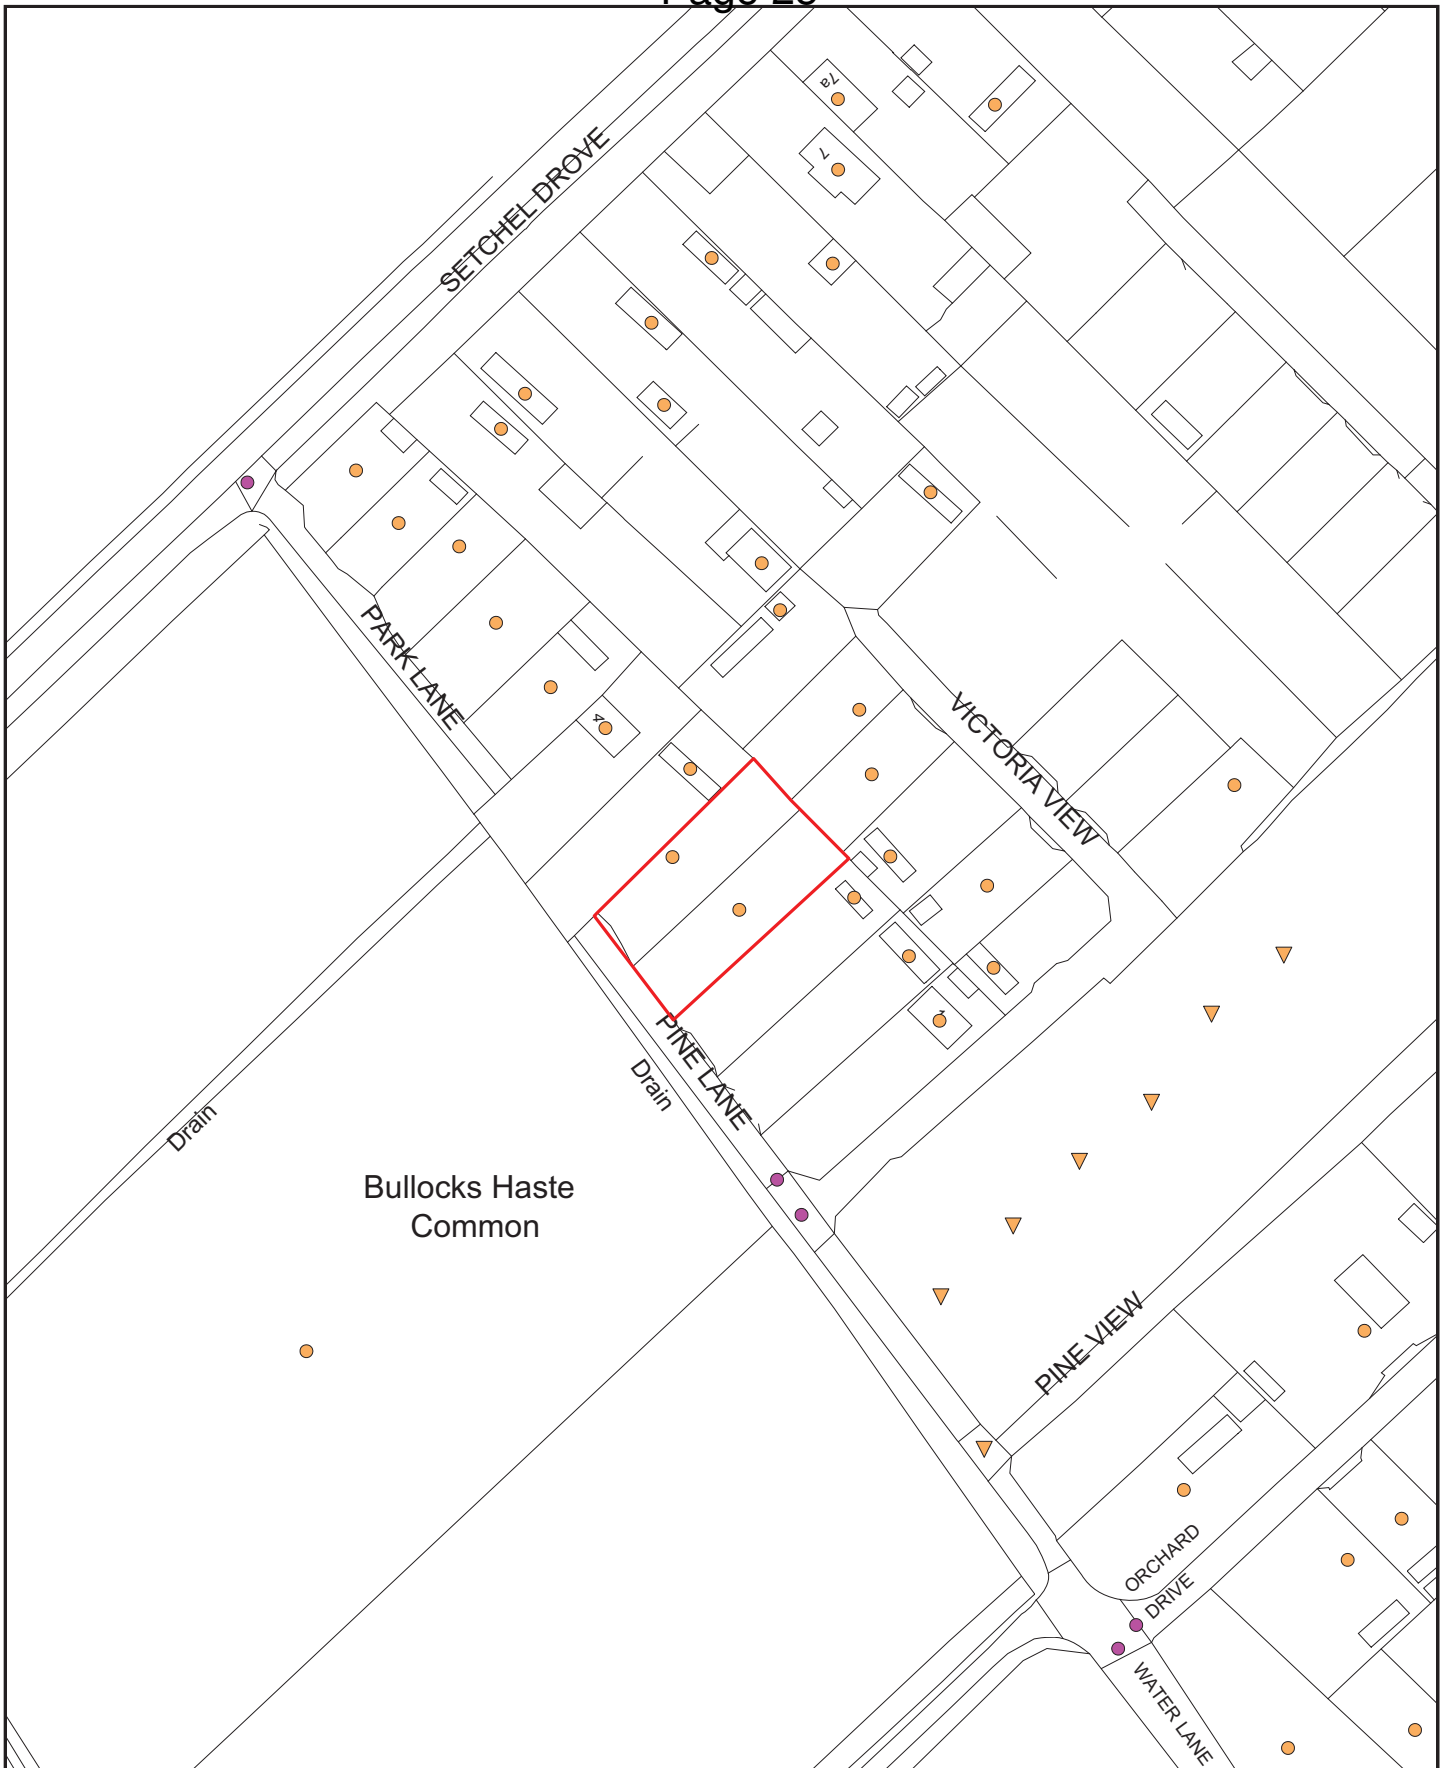 7a
7
SETCHEL DROVE
PARK LANE
4
VICTORIA VIEW
1
PINE LANE
Drain
Drain
Bullocks Haste
Common
PINE VIEW
ORCHARD
DRIVE
WATER LANE